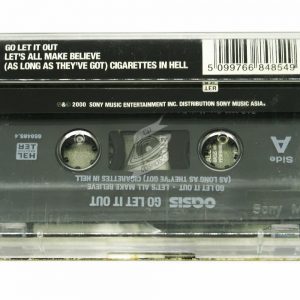 GO LET IT OUT
LET'S ALL MAKE BELIEVE
(AS LONG AS THEY'VE GOT) CIGARETTES IN HELL
5 099766 848549
℗&© 2000 SONY MUSIC ENTERTAINMENT INC. DISTRIBUTION SONY MUSIC ASIA.
Side
A
GO LET IT OUT • LET'S ALL MAKE BELIEVE
(AS LONG AS THEY'VE GOT) CIGARETTES IN HELL
oasis GO LET IT OUT